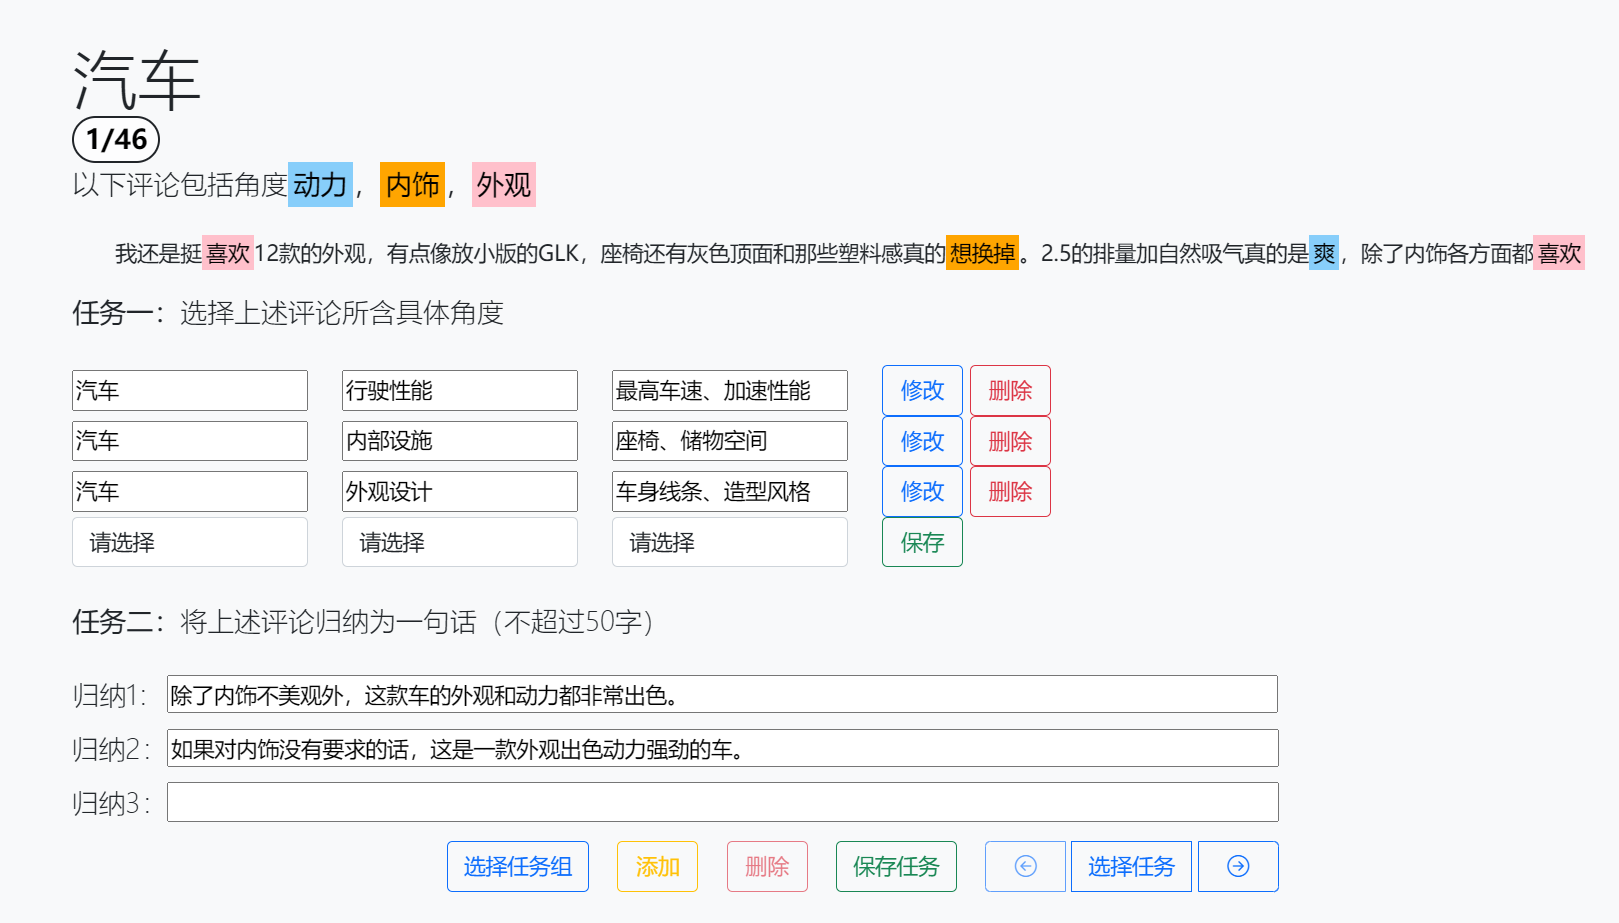 汽车
1/46
以下评论包括角度动力，内饰，外观
我还是挺喜欢12款的外观，有点像放小版的GLK，座椅还有灰色顶面和那些塑料感真的想换掉。2.5的排量加自然吸气真的是爽，除了内饰各方面都喜欢
任务一：选择上述评论所含具体角度
汽车 行驶性能 最高车速、加速性能 修改 删除
汽车 内部设施 座椅、储物空间 修改 删除
汽车 外观设计 车身线条、造型风格 修改 删除
请选择 请选择 请选择 保存
任务二：将上述评论归纳为一句话（不超过50字）
归纳1：除了内饰不美观外，这款车的外观和动力都非常出色。
归纳2：如果对内饰没有要求的话，这是一款外观出色动力强劲的车。
归纳3：
选择任务组 添加 删除 保存任务 选择任务